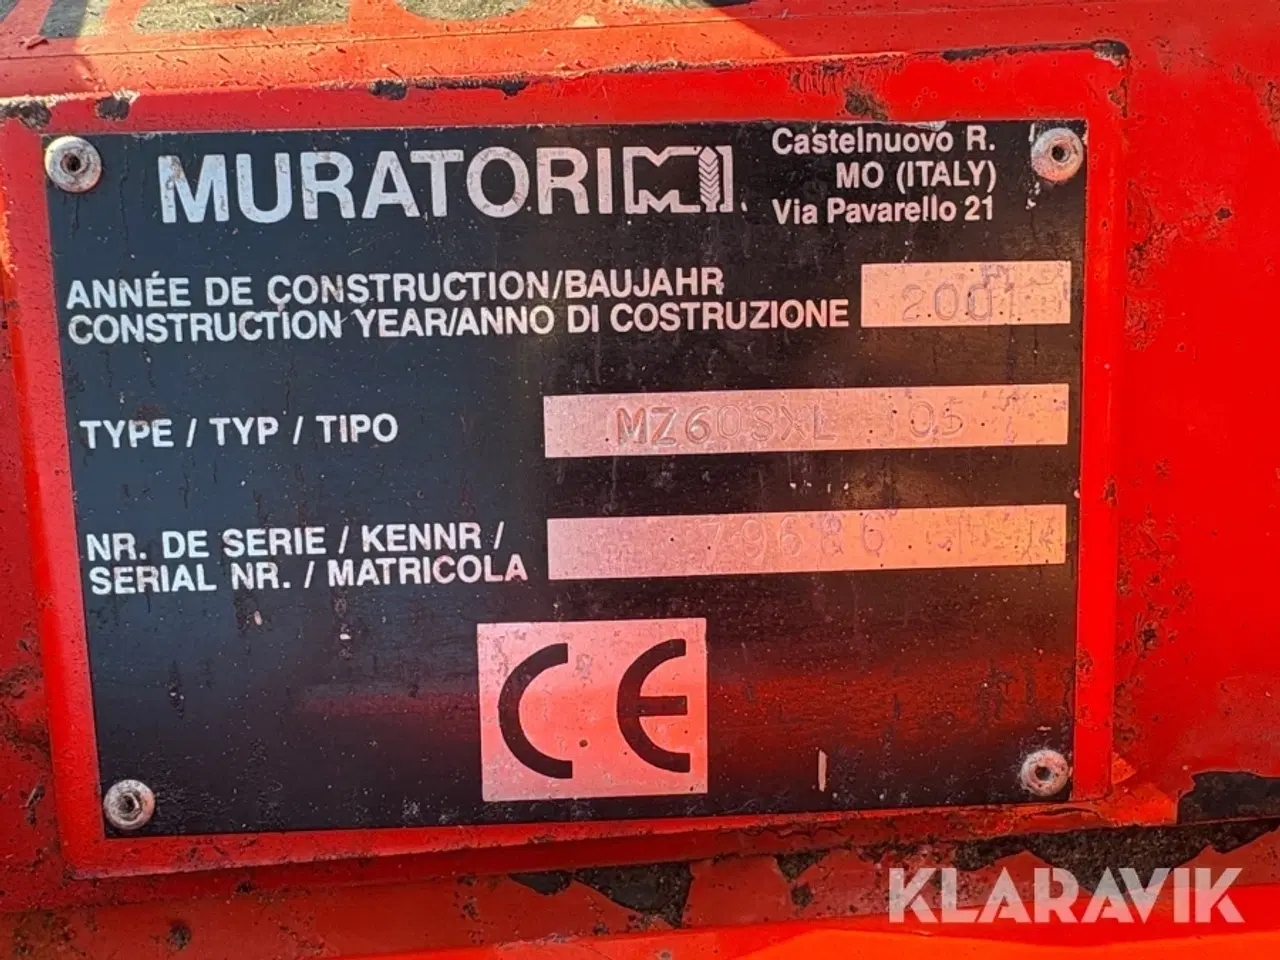 MURATORI
Castelnuovo R.
MO (ITALY)
Via Pavarello 21
ANNÉE DE CONSTRUCTION/BAUJAHR
CONSTRUCTION YEAR/ANNO DI COSTRUZIONE
2001
TYPE / TYP / TIPO
MZ60SXL 05
NR. DE SERIE / KENNR /
SERIAL NR. / MATRICOLA
79686
CE
KLARAVIK